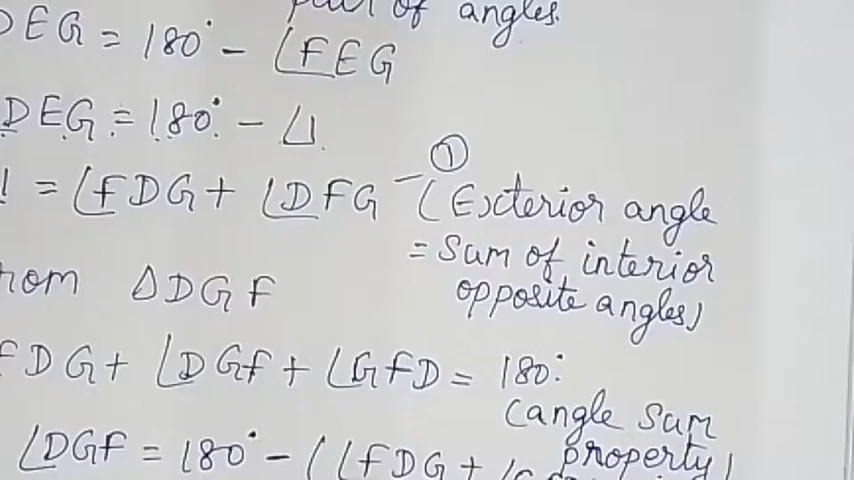 pair of angles.
DEG = 180° - ∠FEG
DEG = 180° - ∠1
1 = ∠FDG + ∠DFG - ① (Exterior angle
= Sum of interior
opposite angles)
rom ΔDGF
FDG + ∠DGF + ∠GFD = 180°
(angle sum
property)
∠DGF = 180° - (∠FDG +